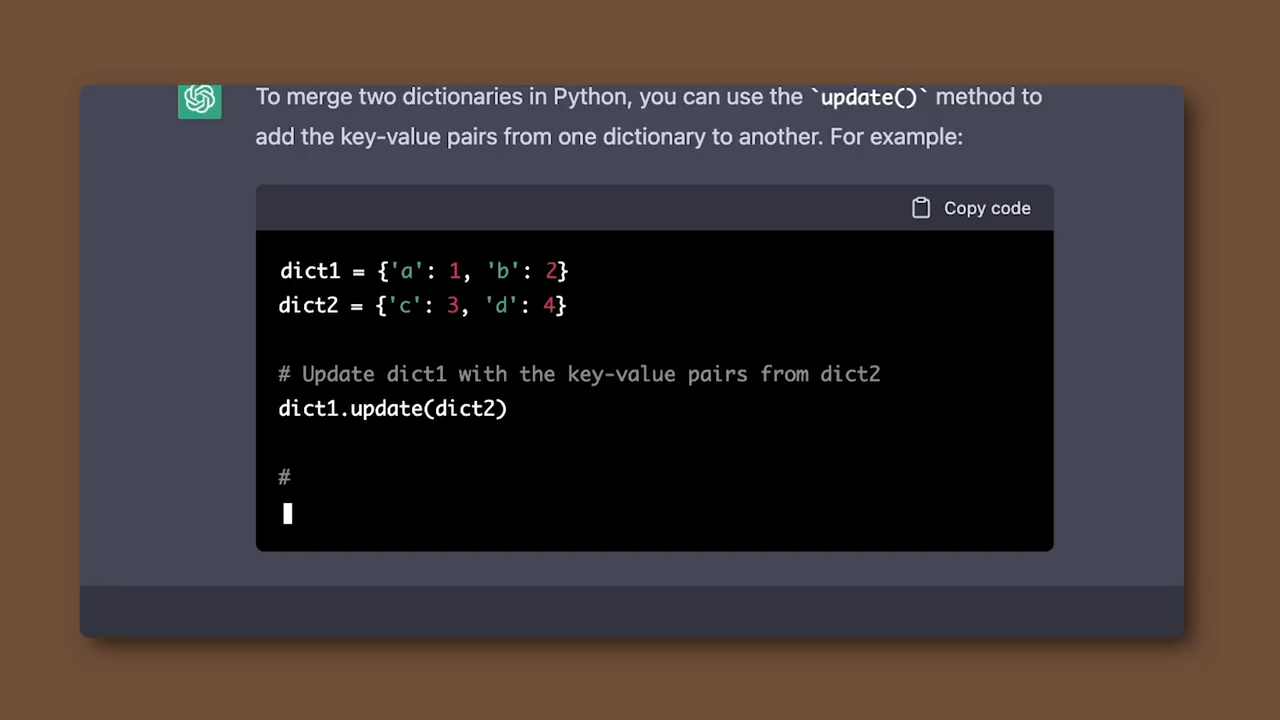 To merge two dictionaries in Python, you can use the `update()` method to
add the key-value pairs from one dictionary to another. For example:
Copy code
dict1 = {'a': 1, 'b': 2}
dict2 = {'c': 3, 'd': 4}
# Update dict1 with the key-value pairs from dict2
dict1.update(dict2)
#